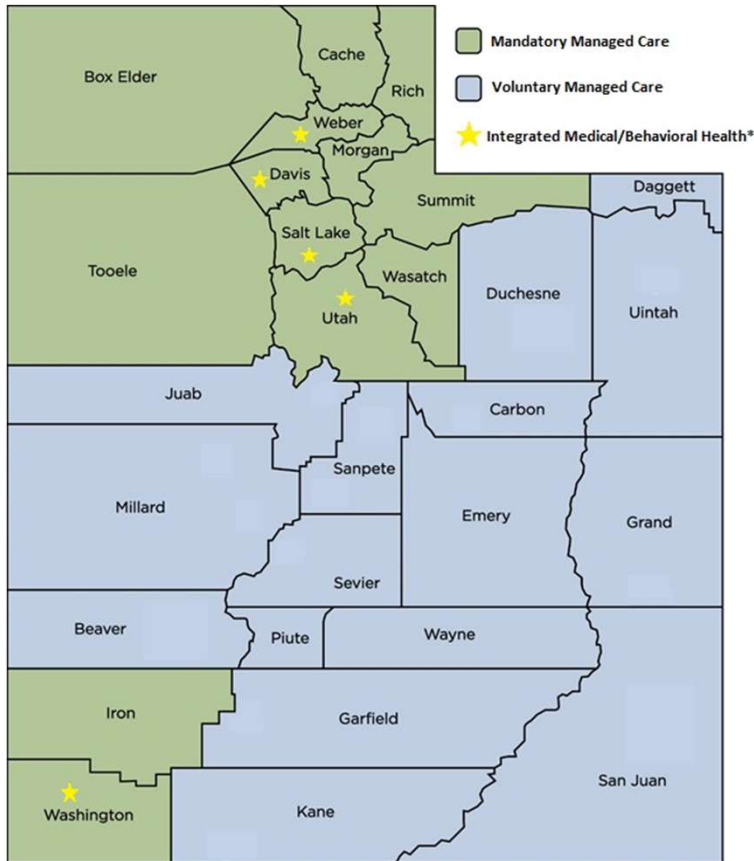 Mandatory Managed Care
Voluntary Managed Care
Integrated Medical/Behavioral Health*
Cache
Box Elder
Rich
Weber
Morgan
Davis
Daggett
Summit
Salt Lake
Tooele
Wasatch
Duchesne
Uintah
Utah
Juab
Carbon
Sanpete
Millard
Emery
Grand
Sevier
Beaver
Piute
Wayne
Iron
Garfield
San Juan
Washington
Kane